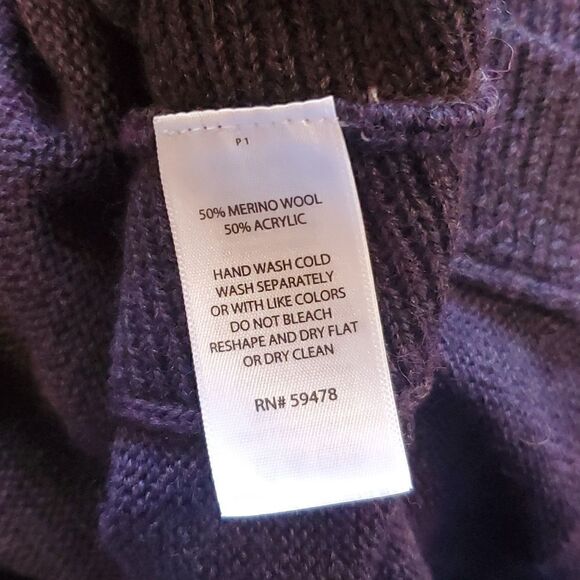 P 1
50% MERINO WOOL
50% ACRYLIC
HAND WASH COLD
WASH SEPARATELY
OR WITH LIKE COLORS
DO NOT BLEACH
RESHAPE AND DRY FLAT
OR DRY CLEAN
RN# 59478